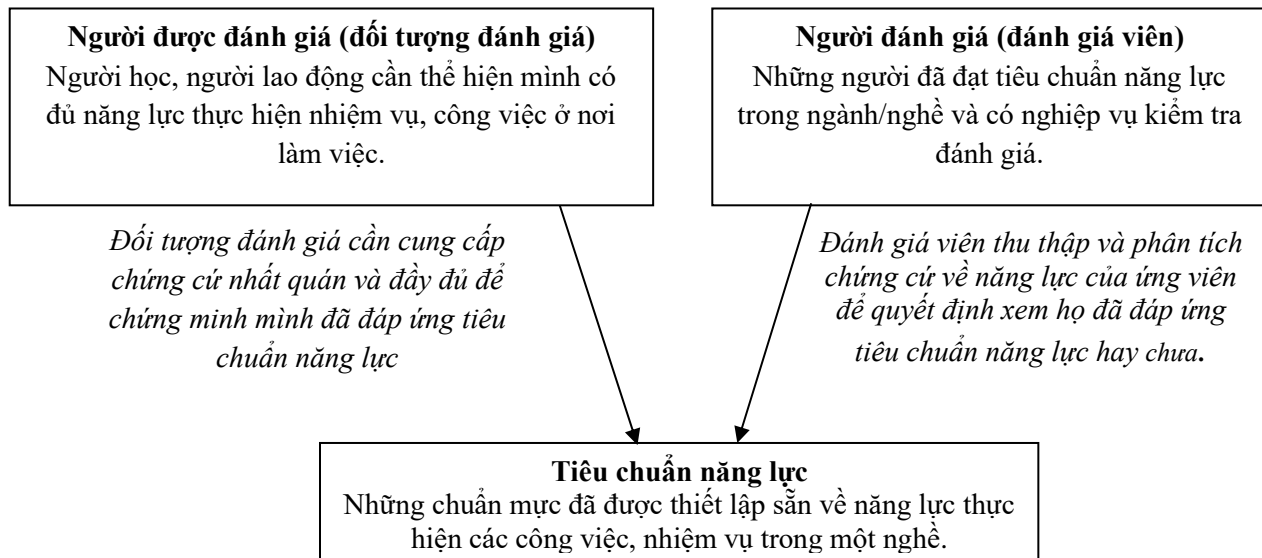 Người được đánh giá (đối tượng đánh giá)
Người học, người lao động cần thể hiện mình có
đủ năng lực thực hiện nhiệm vụ, công việc ở nơi
làm việc.
Người đánh giá (đánh giá viên)
Những người đã đạt tiêu chuẩn năng lực
trong ngành/nghề và có nghiệp vụ kiểm tra
đánh giá.
Đối tượng đánh giá cần cung cấp
chứng cứ nhất quán và đầy đủ để
chứng minh mình đã đáp ứng tiêu
chuẩn năng lực
Đánh giá viên thu thập và phân tích
chứng cứ về năng lực của ứng viên
để quyết định xem họ đã đáp ứng
tiêu chuẩn năng lực hay chưa.
Tiêu chuẩn năng lực
Những chuẩn mực đã được thiết lập sẵn về năng lực thực
hiện các công việc, nhiệm vụ trong một nghề.